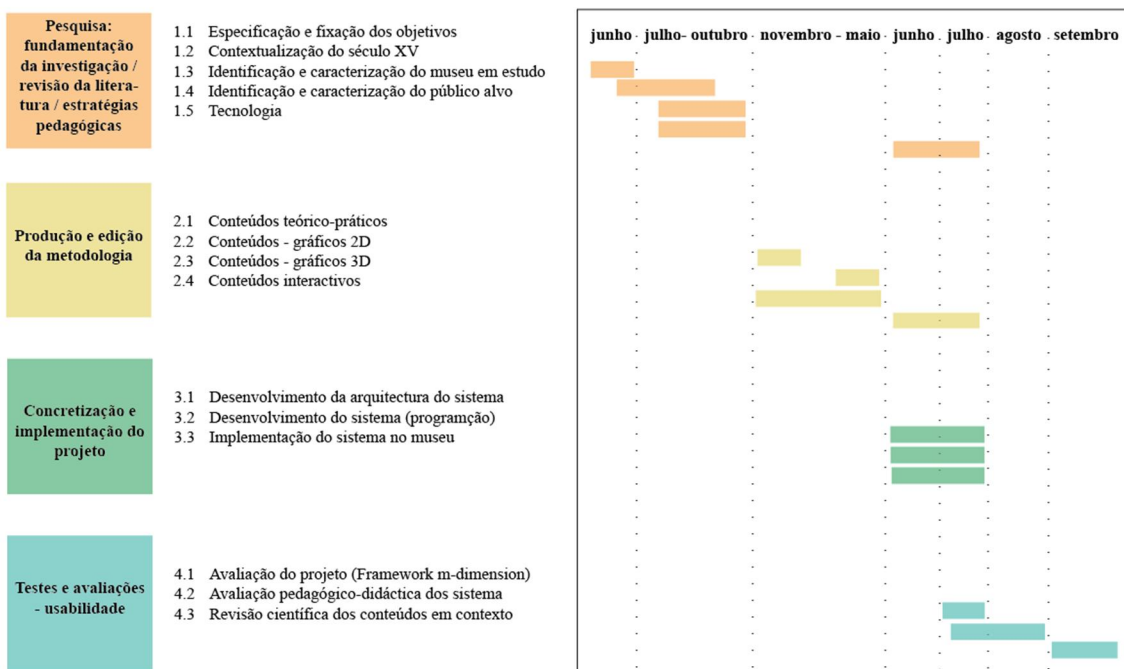 Pesquisa:
fundamentação
da investigação /
revisão da litera-
tura / estratégias
pedagógicas
1.1 Especificação e fixação dos objetivos
1.2 Contextualização do século XV
1.3 Identificação e caracterização do museu em estudo
1.4 Identificação e caracterização do público alvo
1.5 Tecnologia
junho julho- outubro novembro - maio junho julho agosto setembro
Produção e edição
da metodologia
2.1 Conteúdos teórico-práticos
2.2 Conteúdos - gráficos 2D
2.3 Conteúdos - gráficos 3D
2.4 Conteúdos interactivos
Concretização e
implementação do
projeto
3.1 Desenvolvimento da arquitectura do sistema
3.2 Desenvolvimento do sistema (programção)
3.3 Implementação do sistema no museu
Testes e avaliações
- usabilidade
4.1 Avaliação do projeto (Framework m-dimension)
4.2 Avaliação pedagógico-didáctica dos sistema
4.3 Revisão científica dos conteúdos em contexto